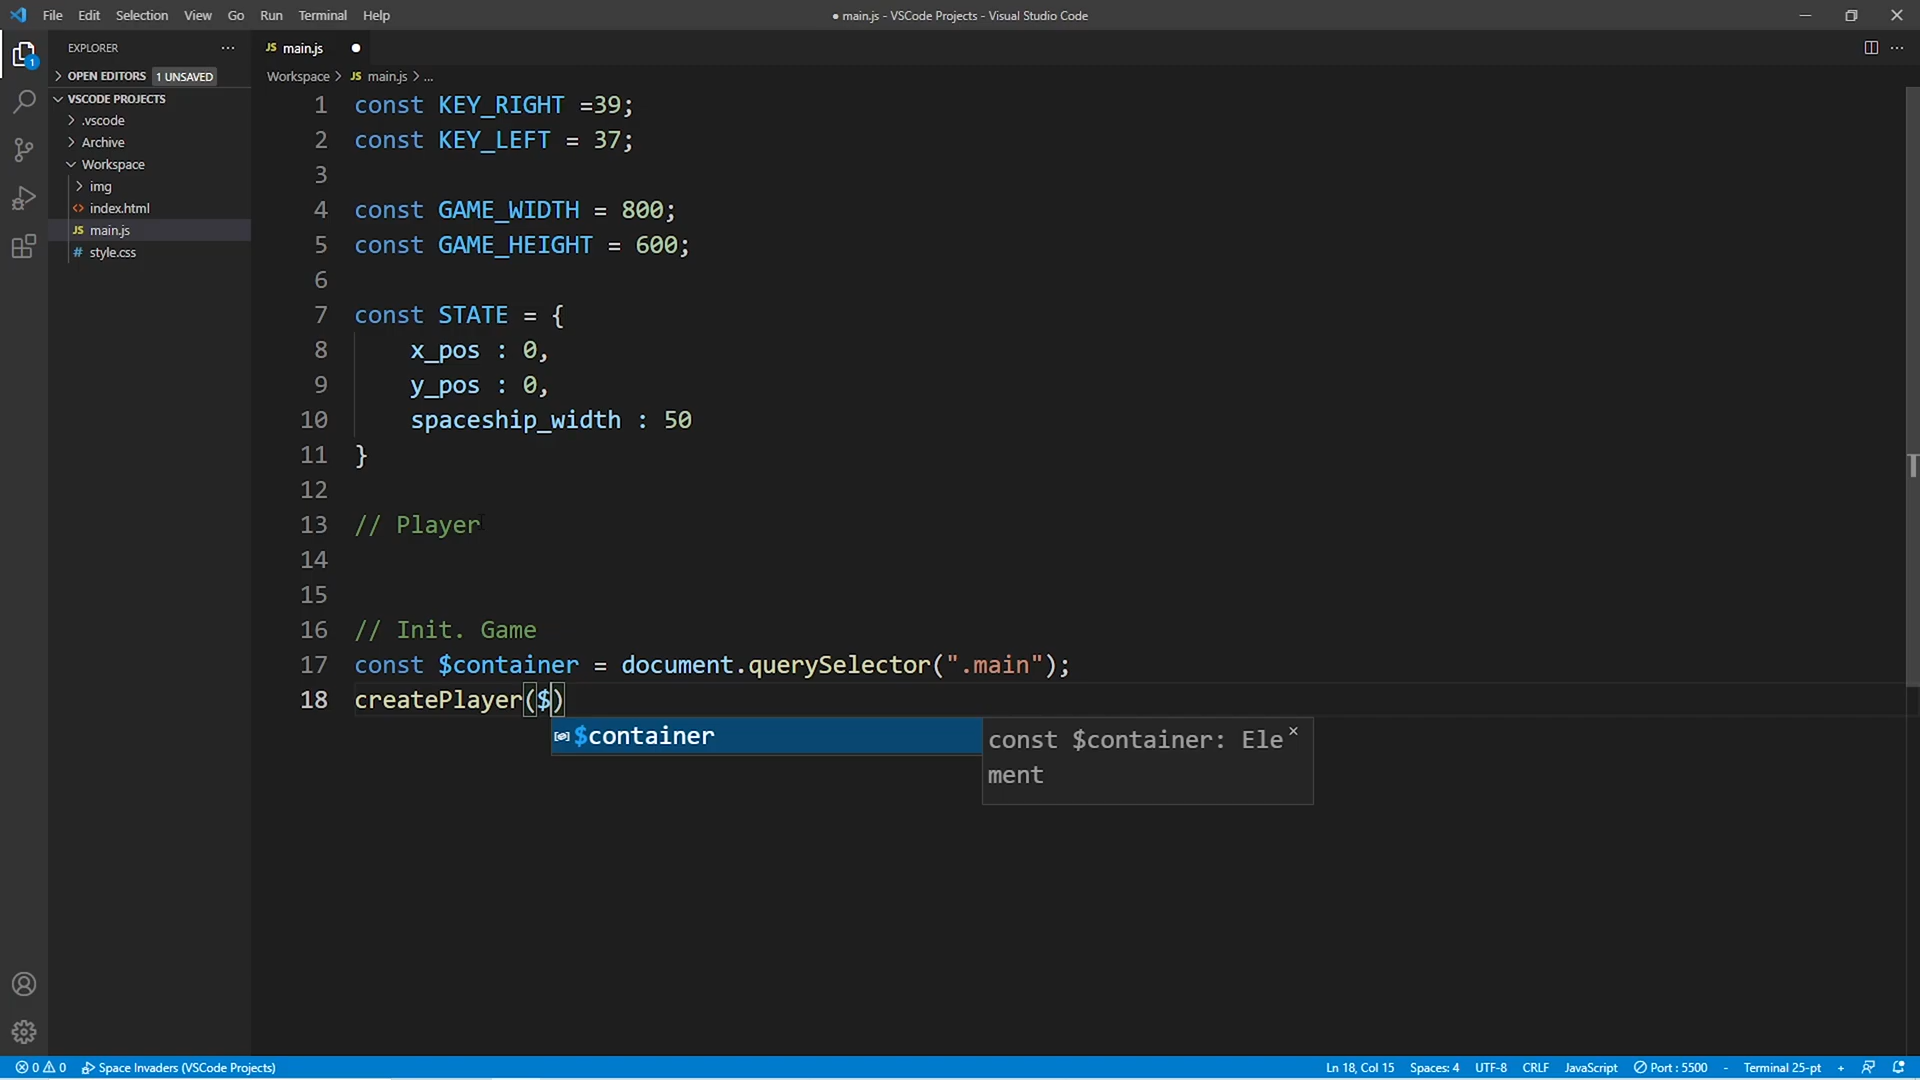 File Edit Selection View Go Run Terminal Help
● main.js - VSCode Projects - Visual Studio Code
EXPLORER
JS main.js
OPEN EDITORS 1 UNSAVED
Workspace > JS main.js > ...
VSCODE PROJECTS
.vscode
Archive
Workspace
img
index.html
JS main.js
# style.css
1
1 const KEY_RIGHT =39;
2 const KEY_LEFT = 37;
3
4 const GAME_WIDTH = 800;
5 const GAME_HEIGHT = 600;
6
7 const STATE = {
8 x_pos : 0,
9 y_pos : 0,
10 spaceship_width : 50
11 }
12
13 // Player
14
15
16 // Init. Game
17 const $container = document.querySelector(".main");
18 createPlayer($)
$container
const $container: Ele
ment
0 0 Space Invaders (VSCode Projects)
Ln 18, Col 15 Spaces: 4 UTF-8 CRLF JavaScript Port : 5500 - Terminal 25-pt +